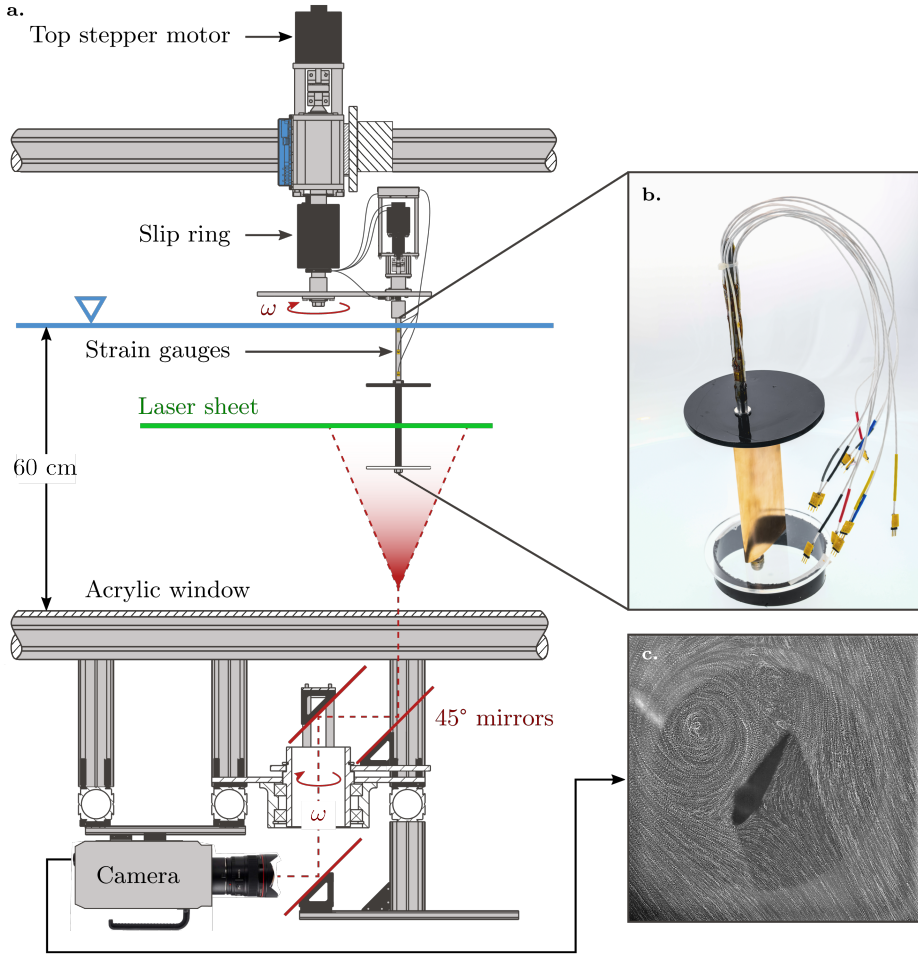 a.
Top stepper motor
Slip ring
ω
Strain gauges
Laser sheet
60 cm
Acrylic window
45° mirrors
ω
Camera
b.
c.